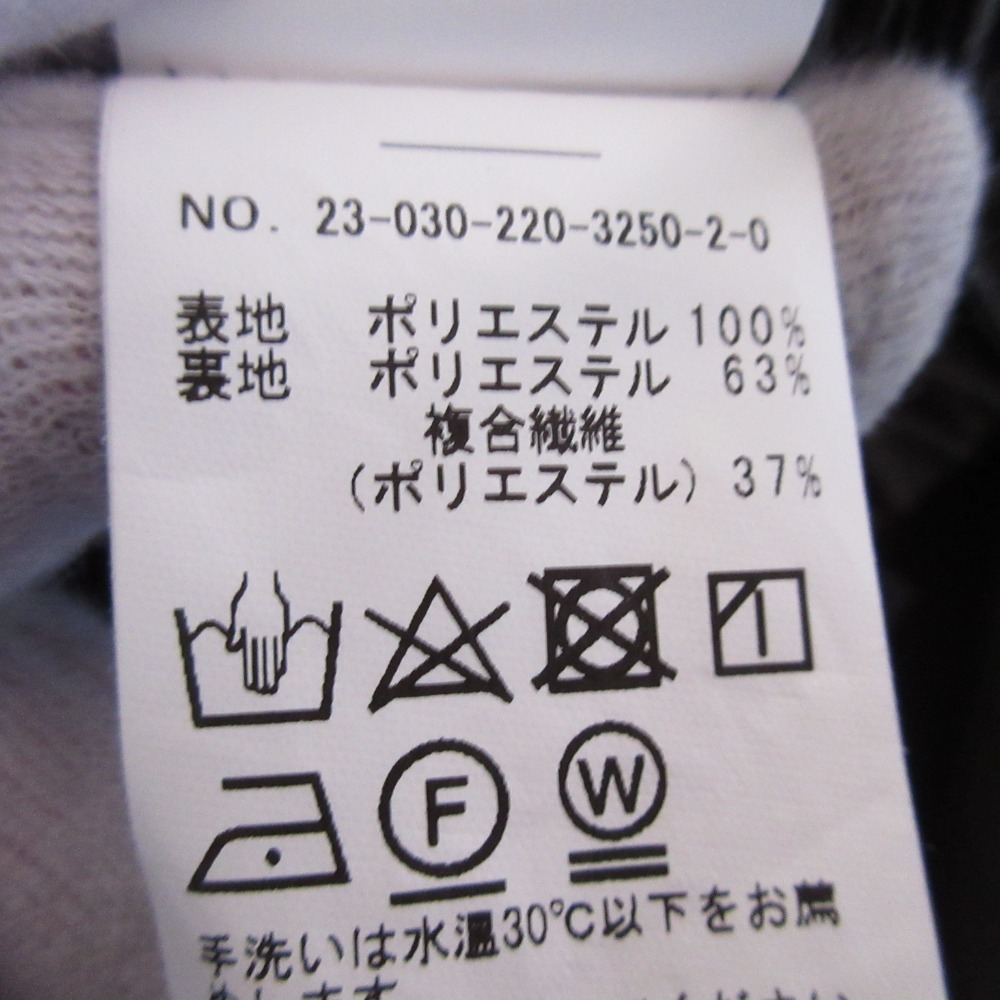 NO. 23-030-220-3250-2-0
表地 ポリエステル 100%
裏地 ポリエステル 63%
複合繊維
(ポリエステル) 37%
F
W
手洗いは水温30℃以下をお薦